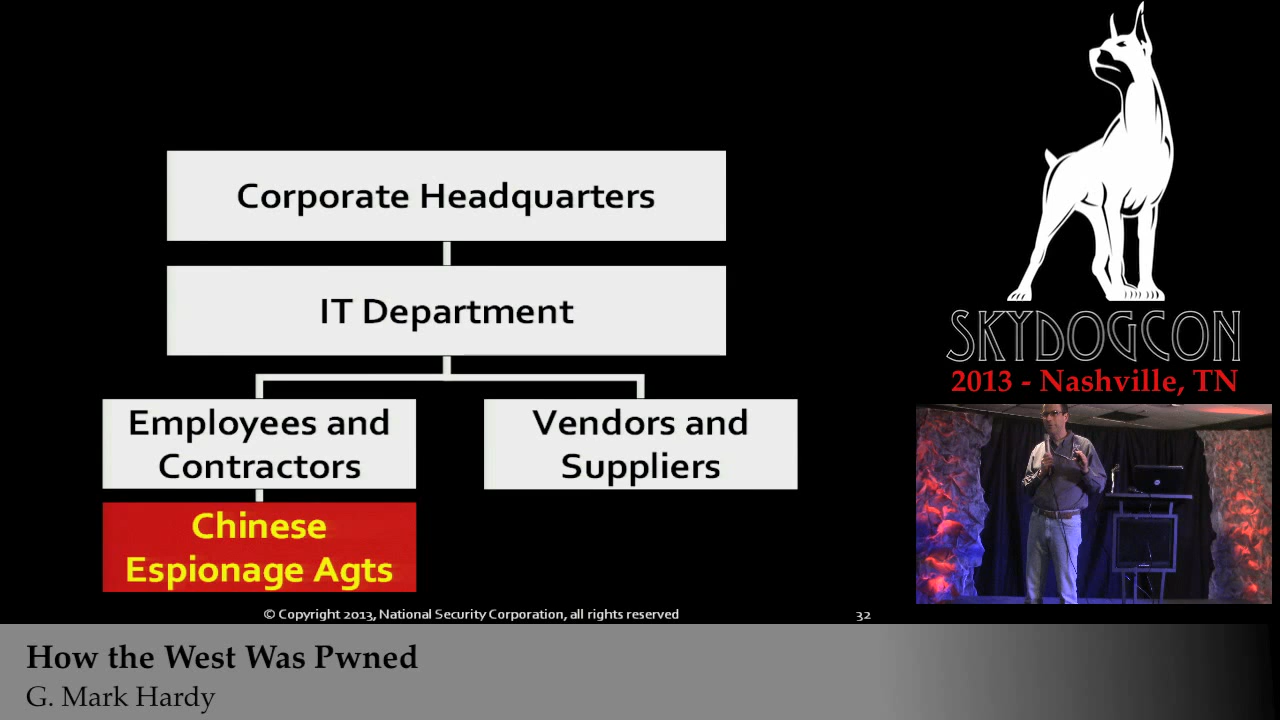 Corporate Headquarters
IT Department
Employees and
Contractors
Vendors and
Suppliers
Chinese
Espionage Agts
© Copyright 2013, National Security Corporation, all rights reserved
32
SKYDOGCON
2013 - Nashville, TN
How the West Was Pwned
G. Mark Hardy